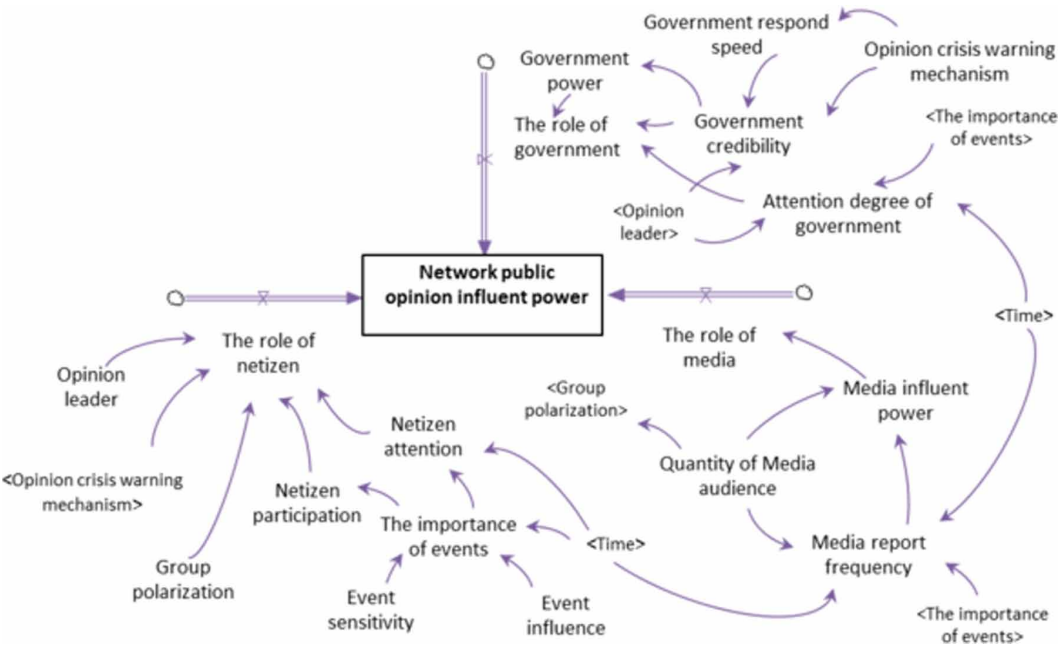 Government respond
speed
Opinion crisis warning
mechanism
Government
power
The role of
government
Government
credibility
<The importance
of events>
<Opinion
leader>
Attention degree of
government
Network public
opinion influent power
<Time>
The role of
netizen
The role of
media
Opinion
leader
<Group
polarization>
Media influent
power
Netizen
attention
<Opinion crisis warning
mechanism>
Quantity of Media
audience
Netizen
participation
The importance
of events
<Time>
Media report
frequency
Group
polarization
Event
sensitivity
Event
influence
<The importance
of events>